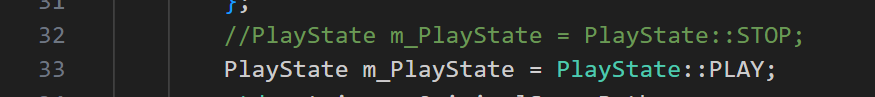 31 };
32 //PlayState m_PlayState = PlayState::STOP;
33 PlayState m_PlayState = PlayState::PLAY;